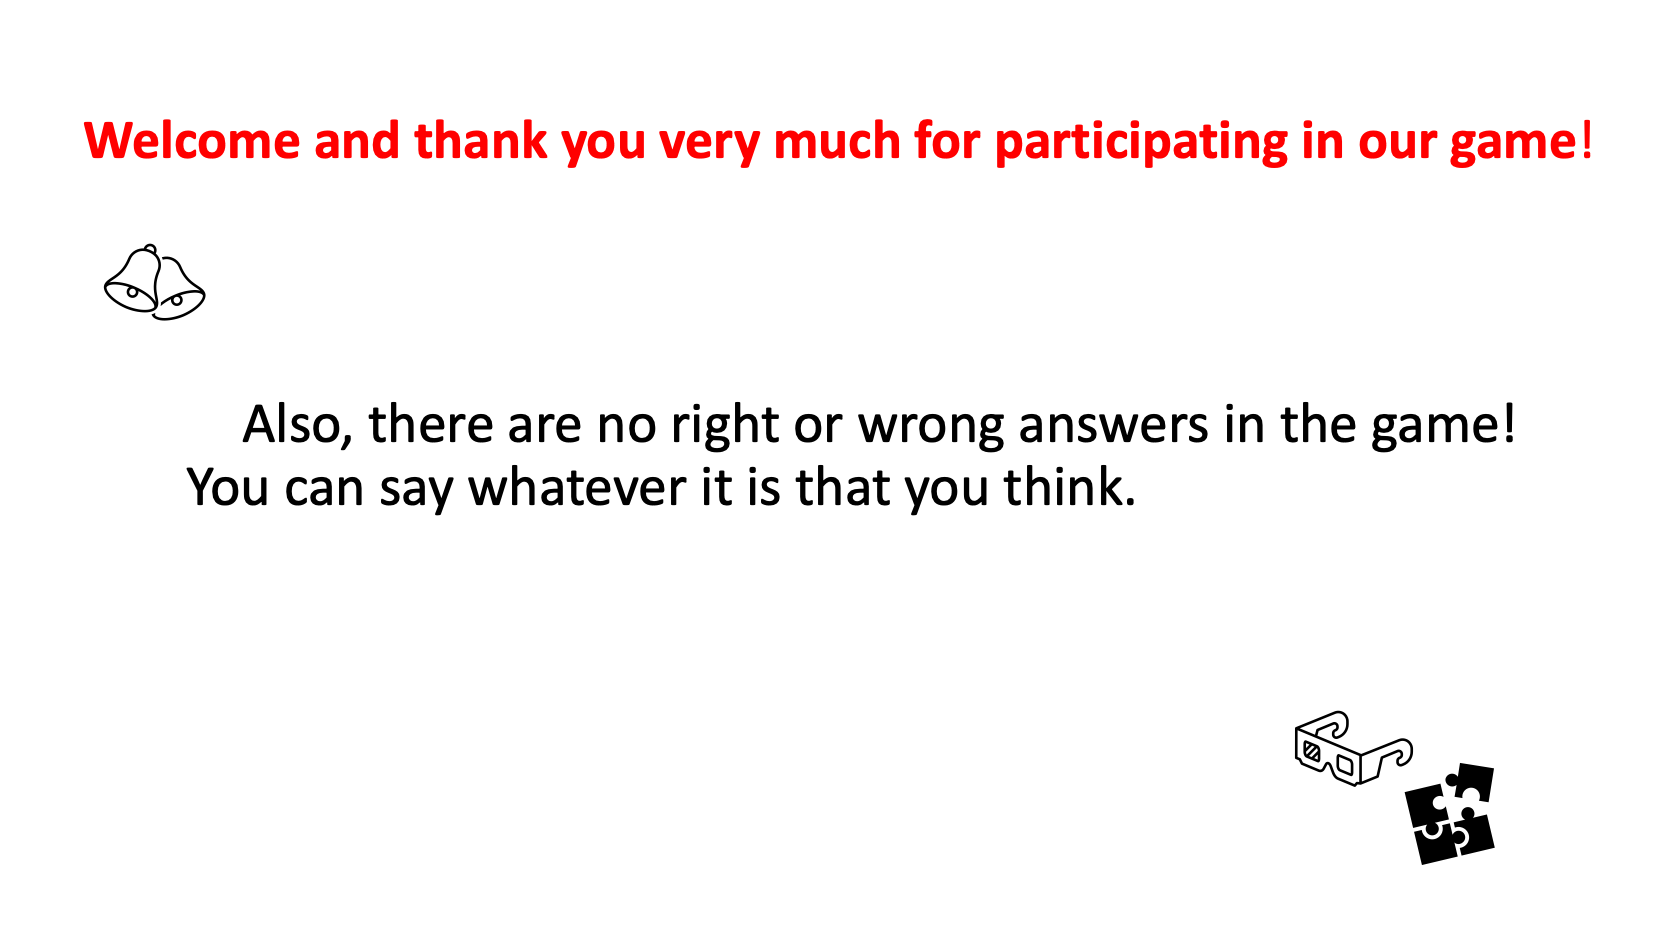 Welcome and thank you very much for participating in our game!
Also, there are no right or wrong answers in the game!
You can say whatever it is that you think.